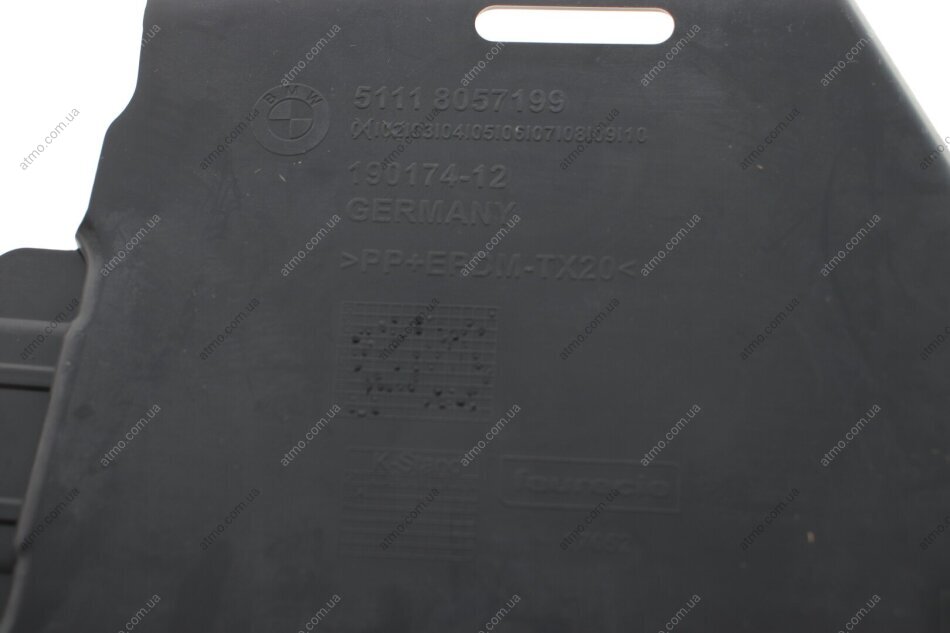 BMW
5111 8057199
01|02|03|04|05|06|07|08|09|10
190174-12
GERMANY
>PP+EPDM-TX20<
faurecia
atmo.com.ua